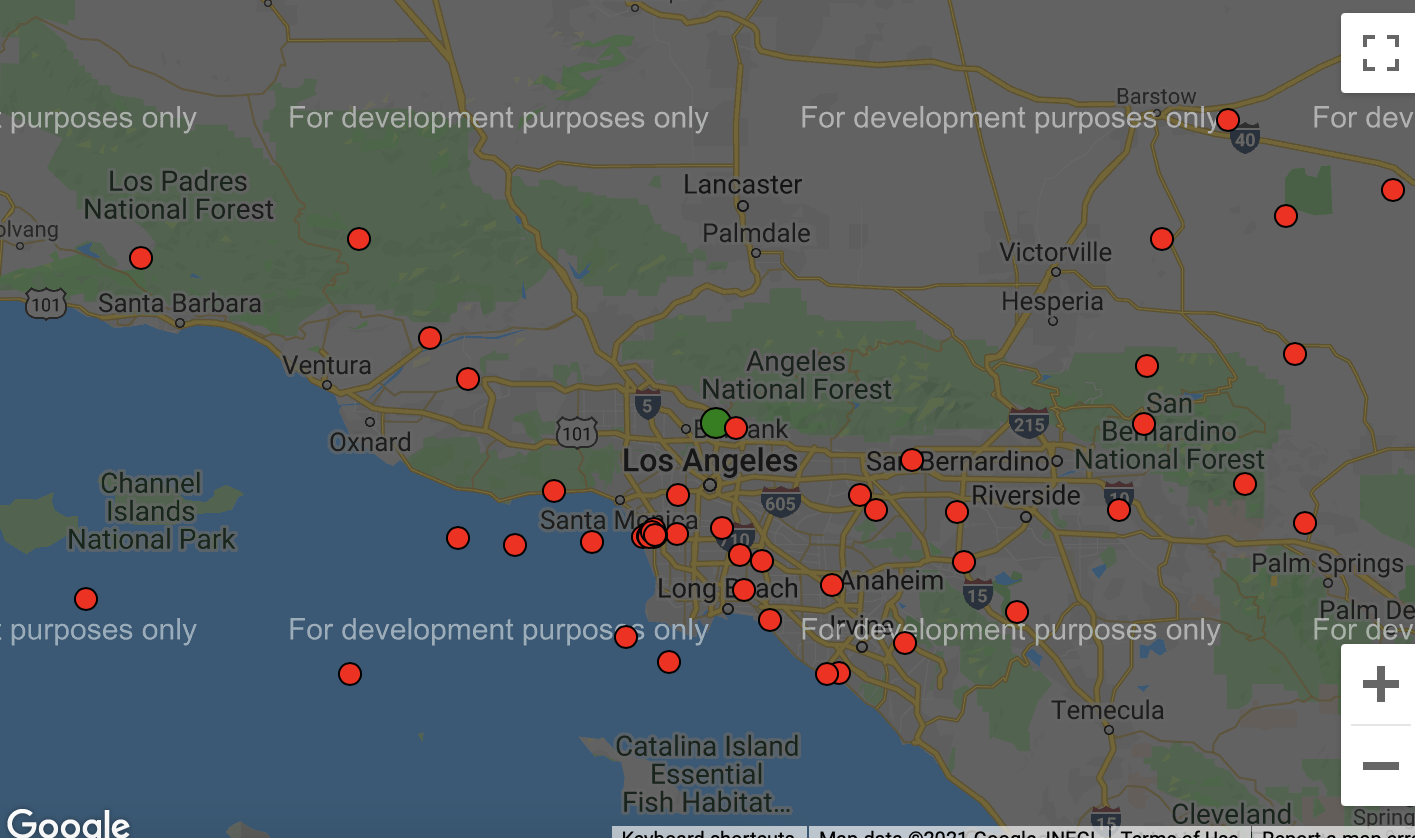 Barstow
t purposes only
For development purposes only
For development purposes only
For dev
40
Los Padres
National Forest
Lancaster
olvang
Palmdale
Victorville
101
Santa Barbara
Hesperia
Ventura
Angeles
National Forest
5
San
Bernardino
National Forest
215
101
Oxnard
Los Angeles
San Bernardino
Channel
Islands
National Park
605
Riverside
10
Santa Monica
710
Palm Springs
Long Beach
Anaheim
15
Palm De
t purposes only
For development purposes only
Irvine
For development purposes only
For dev
Temecula
Catalina Island
Essential
Fish Habitat...
Cleveland
15
Spring
Google
Keyboard shortcuts
Map data ©2021 Google, INEGI
Terms of Use
Report a map erro